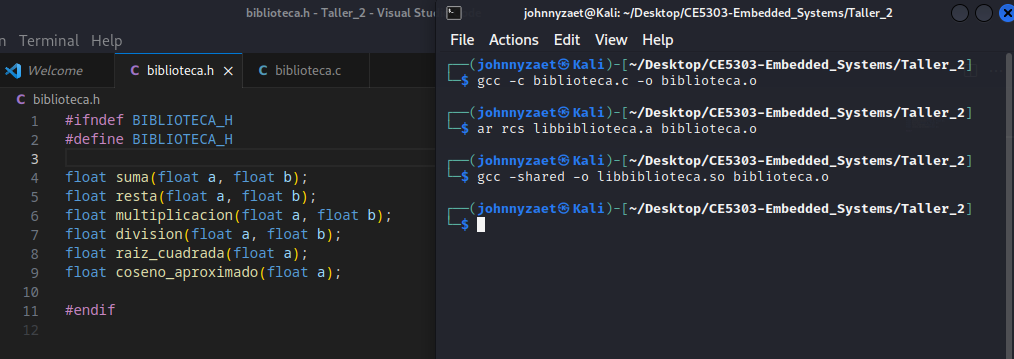 biblioteca.h - Taller_2 - Visual Stud
n Terminal Help
Welcome
C biblioteca.h ×
C biblioteca.c
C biblioteca.h
1 #ifndef BIBLIOTECA_H
2 #define BIBLIOTECA_H
3
4 float suma(float a, float b);
5 float resta(float a, float b);
6 float multiplicacion(float a, float b);
7 float division(float a, float b);
8 float raiz_cuadrada(float a);
9 float coseno_aproximado(float a);
10
11 #endif
12
johnnyzaet@Kali: ~/Desktop/CE5303-Embedded_Systems/Taller_2
File Actions Edit View Help
┌──(johnnyzaet㉿Kali)-[~/Desktop/CE5303-Embedded_Systems/Taller_2]
└─$ gcc -c biblioteca.c -o biblioteca.o
┌──(johnnyzaet㉿Kali)-[~/Desktop/CE5303-Embedded_Systems/Taller_2]
└─$ ar rcs libbiblioteca.a biblioteca.o
┌──(johnnyzaet㉿Kali)-[~/Desktop/CE5303-Embedded_Systems/Taller_2]
└─$ gcc -shared -o libbiblioteca.so biblioteca.o
┌──(johnnyzaet㉿Kali)-[~/Desktop/CE5303-Embedded_Systems/Taller_2]
└─$